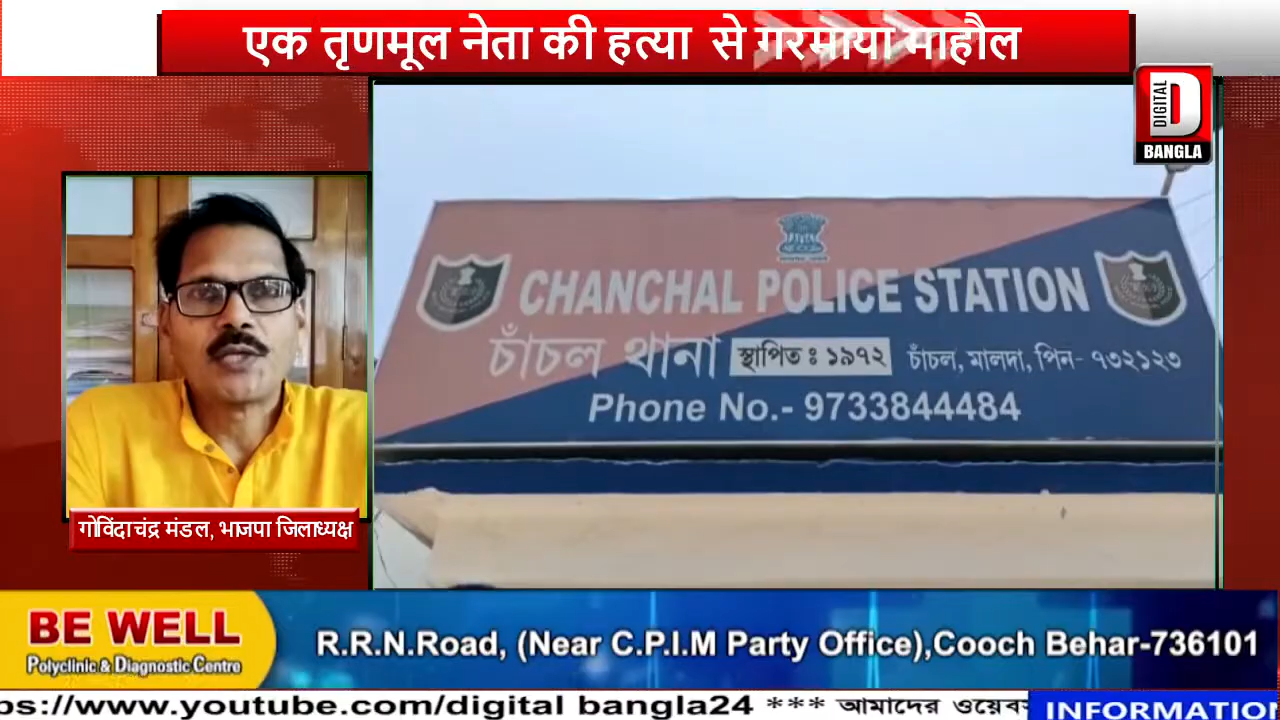 एक तृणमूल नेता की हत्या से गरमाया माहौल
DIGITAL
D
BANGLA
CHANCHAL POLICE STATION
চাঁচল থানা স্থাপিত ঃ ১৯৭২ চাঁচল, মালদা, পিন- ৭৩২১২৩
Phone No.- 9733844484
गोविंदा चंद्र मंडल, भाजपा जिलाध्यक्ष
BE WELL
Polyclinic & Diagnostic Centre
R.R.N.Road, (Near C.P.I.M Party Office),Cooch Behar-736101
ps://www.youtube.com/digital bangla24 *** আমাদের
INFORMATION